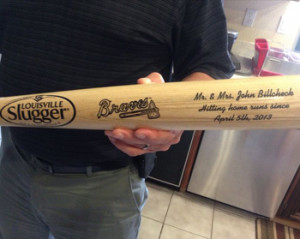 LOUISVILLE
Slugger
Braves
Mr. & Mrs. John Billcheck
Hitting home runs since
April 5th, 2013